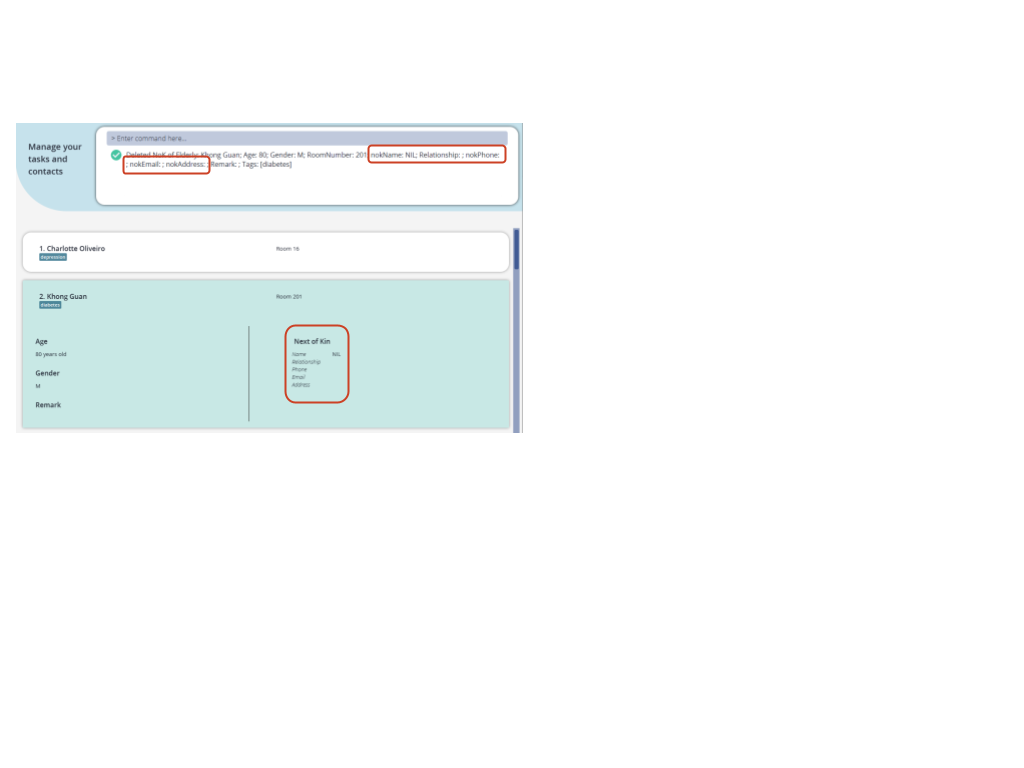 Manage your
tasks and
contacts
> Enter command here...
Deleted NoK of Elderly: Khong Guan; Age: 80; Gender: M; RoomNumber: 201; nokName: NIL; Relationship: ; nokPhone:
; nokEmail: ; nokAddress: ; Remark: ; Tags: [diabetes]
1. Charlotte Oliveiro
Room 16
depression
2. Khong Guan
Room 201
diabetes
Age
80 years old
Gender
M
Remark
Next of Kin
Name NIL
Relationship
Phone
Email
Address